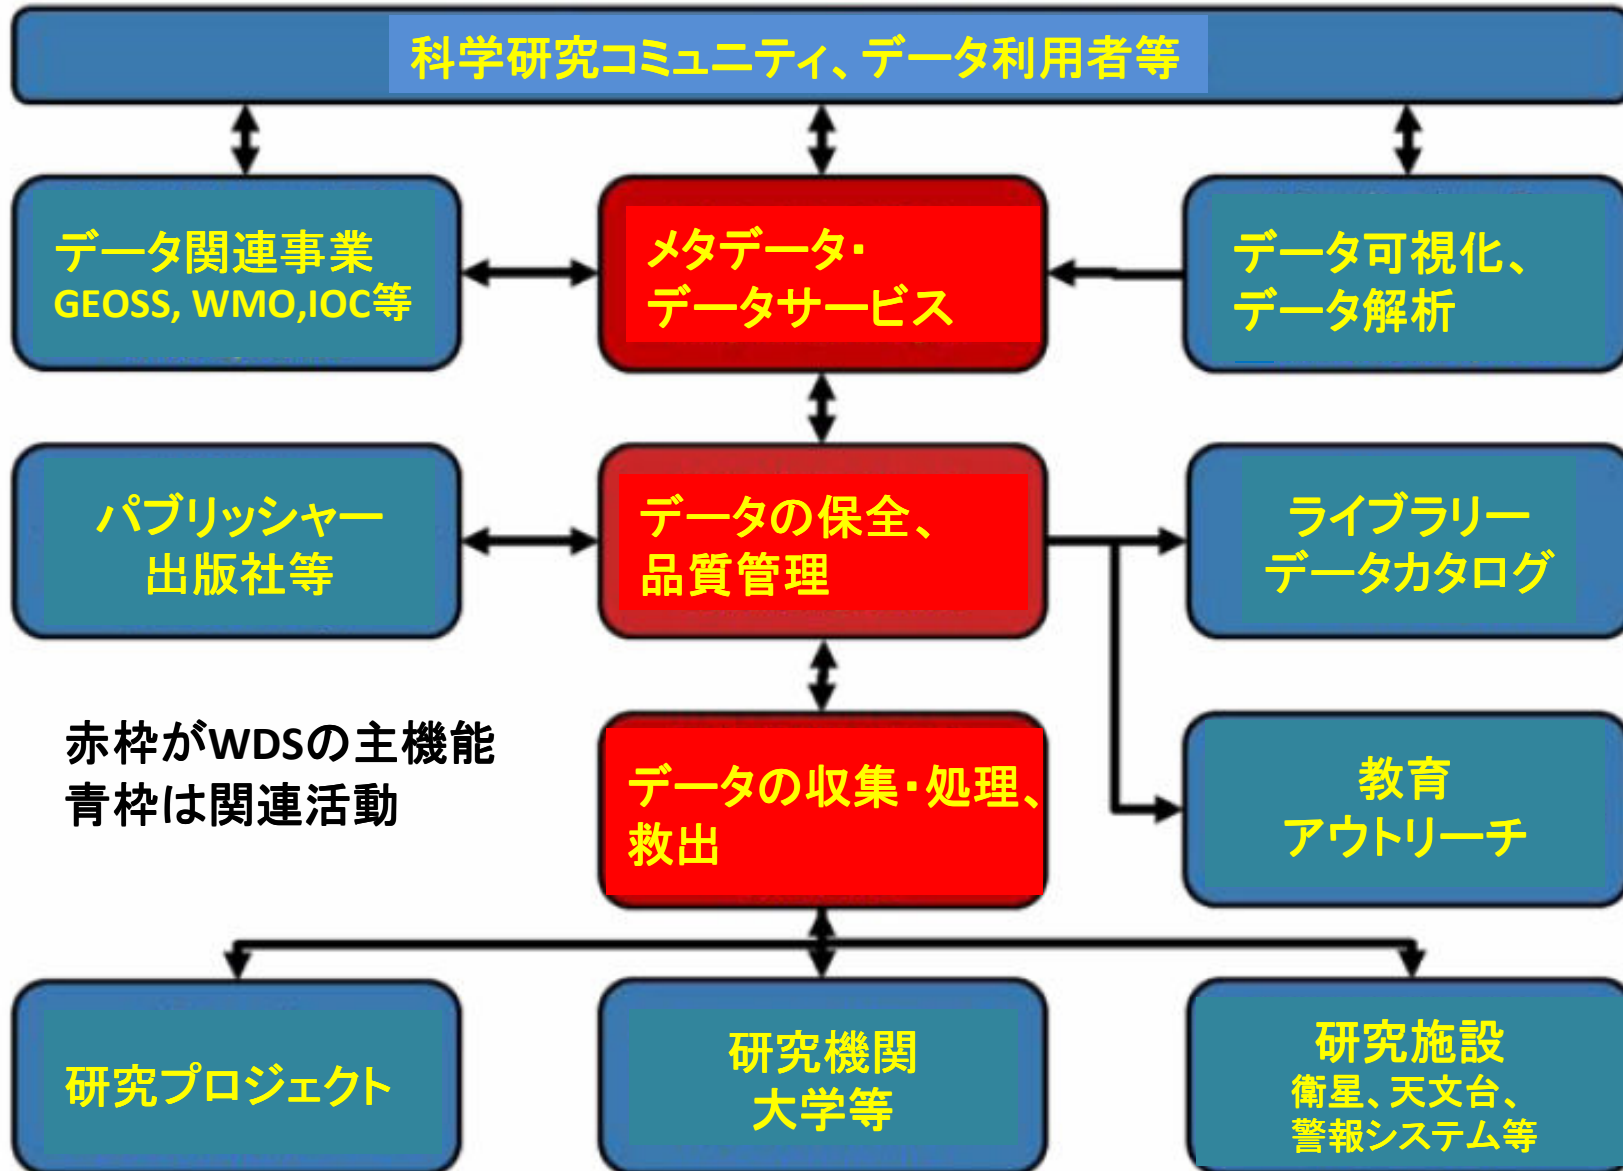 科学研究コミュニティ、データ利用者等
データ関連事業
GEOSS, WMO,IOC等
メタデータ・
データサービス
データ可視化、
データ解析
パブリッシャー
出版社等
データの保全、
品質管理
ライブラリー
データカタログ
赤枠がWDSの主機能
青枠は関連活動
データの収集・処理、
救出
教育
アウトリーチ
研究プロジェクト
研究機関
大学等
研究施設
衛星、天文台、
警報システム等